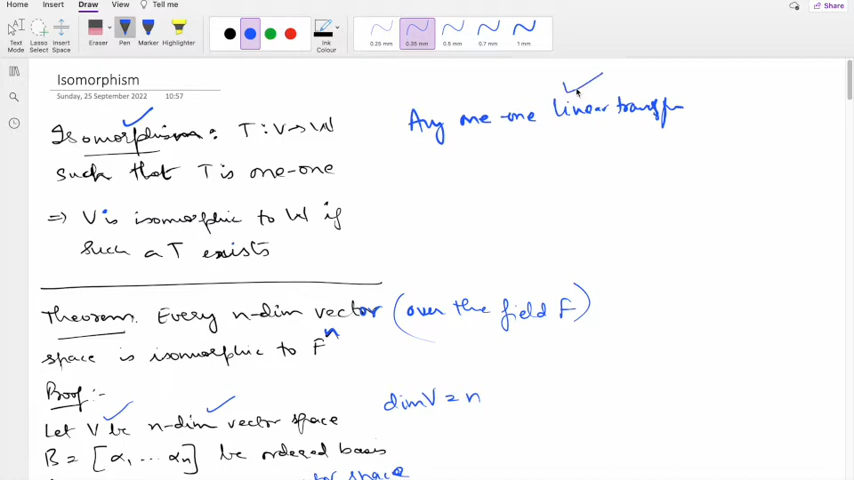 Home Insert Draw View Tell me
Share
Text Mode
Lasso Select
Insert Space
Eraser
Pen
Marker
Highlighter
Ink Colour
0.25 mm
0.35 mm
0.5 mm
0.7 mm
1 mm
Isomorphism
Sunday, 25 September 2022 10:57
Any one-one linear transfm
Isomorphism: T: V→W
such that T is one-one
⇒ V is isomorphic to W if
such a T exists
Theorem. Every n-dim vector (over the field F)
space is isomorphic to Fⁿ
Proof:-
dim V = n
Let V be n-dim vector space
B = [α₁ ... αn] be ordered basis
space